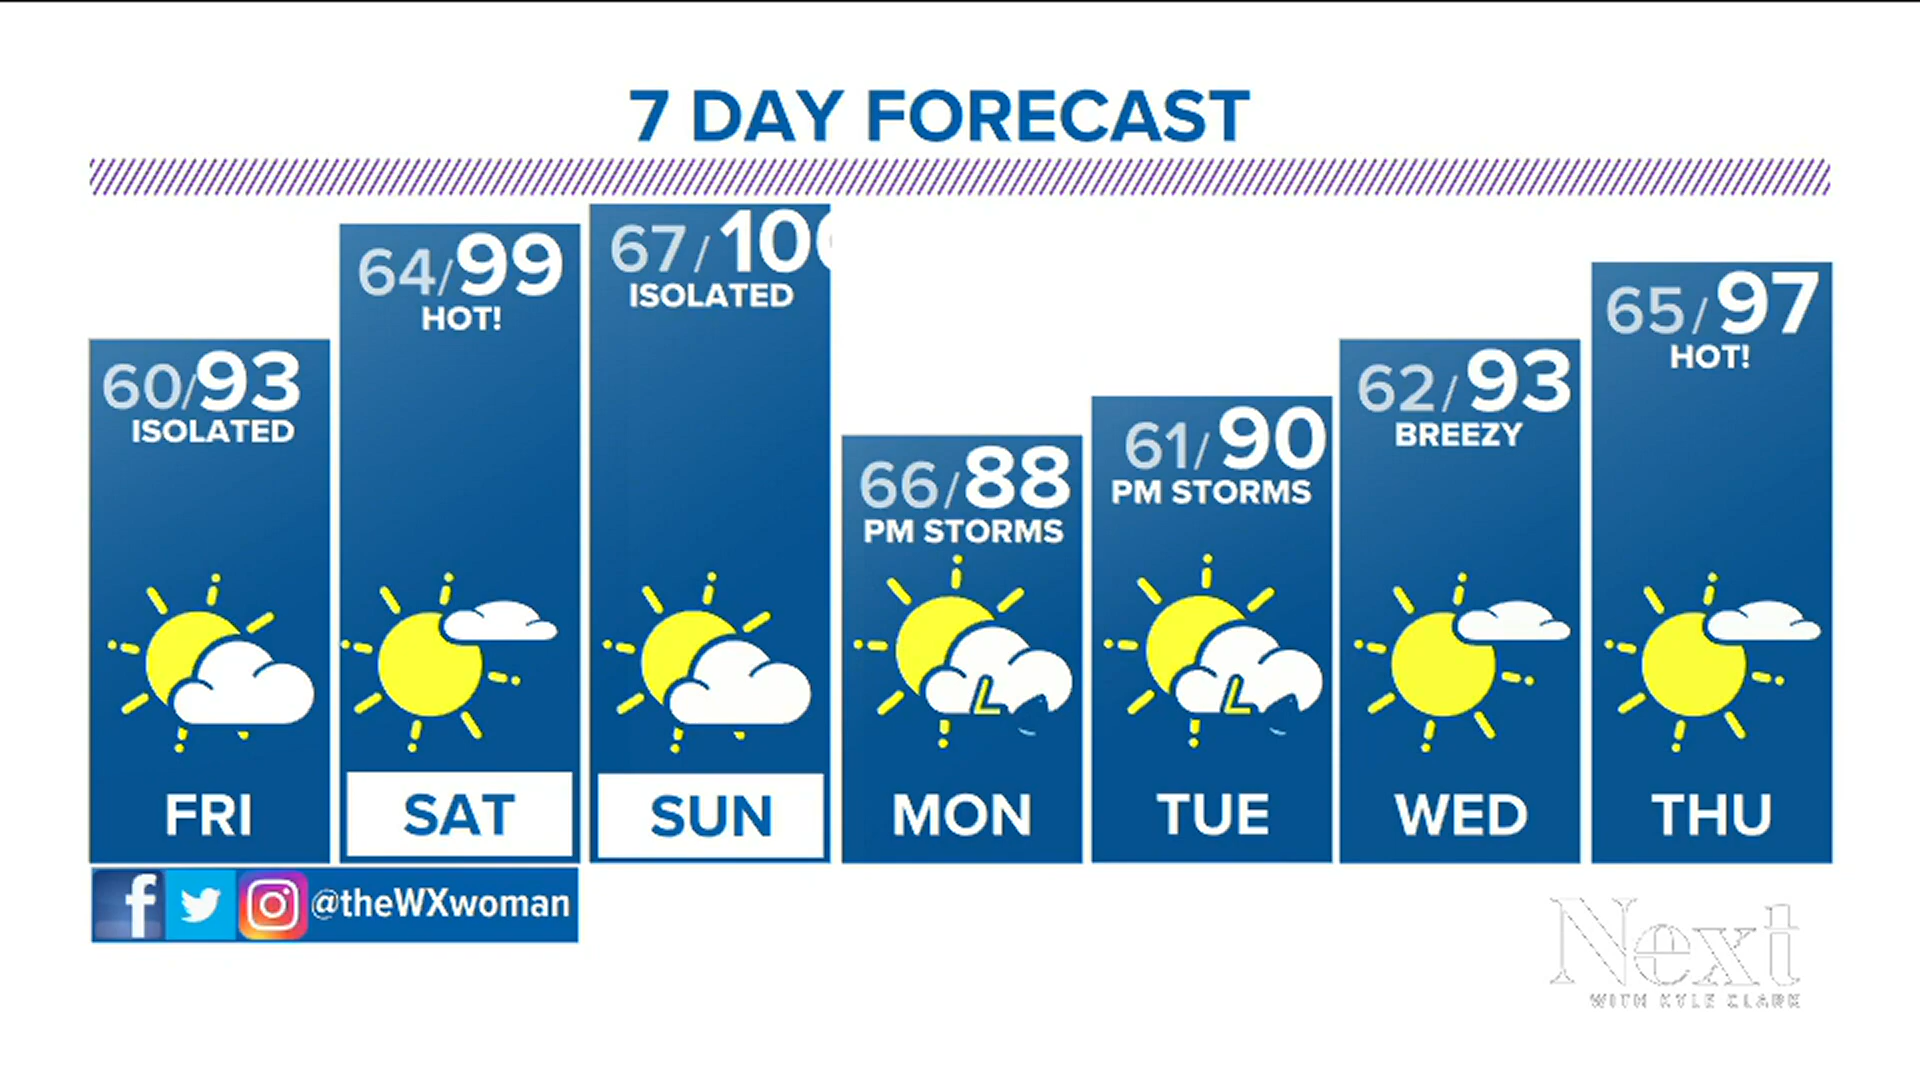 7 DAY FORECAST
60/93
ISOLATED
FRI
64/99
HOT!
SAT
67/10
ISOLATED
SUN
66/88
PM STORMS
MON
61/90
PM STORMS
TUE
62/93
BREEZY
WED
65/97
HOT!
THU
@theWXwoman
Next
WITH KYLE CLARK